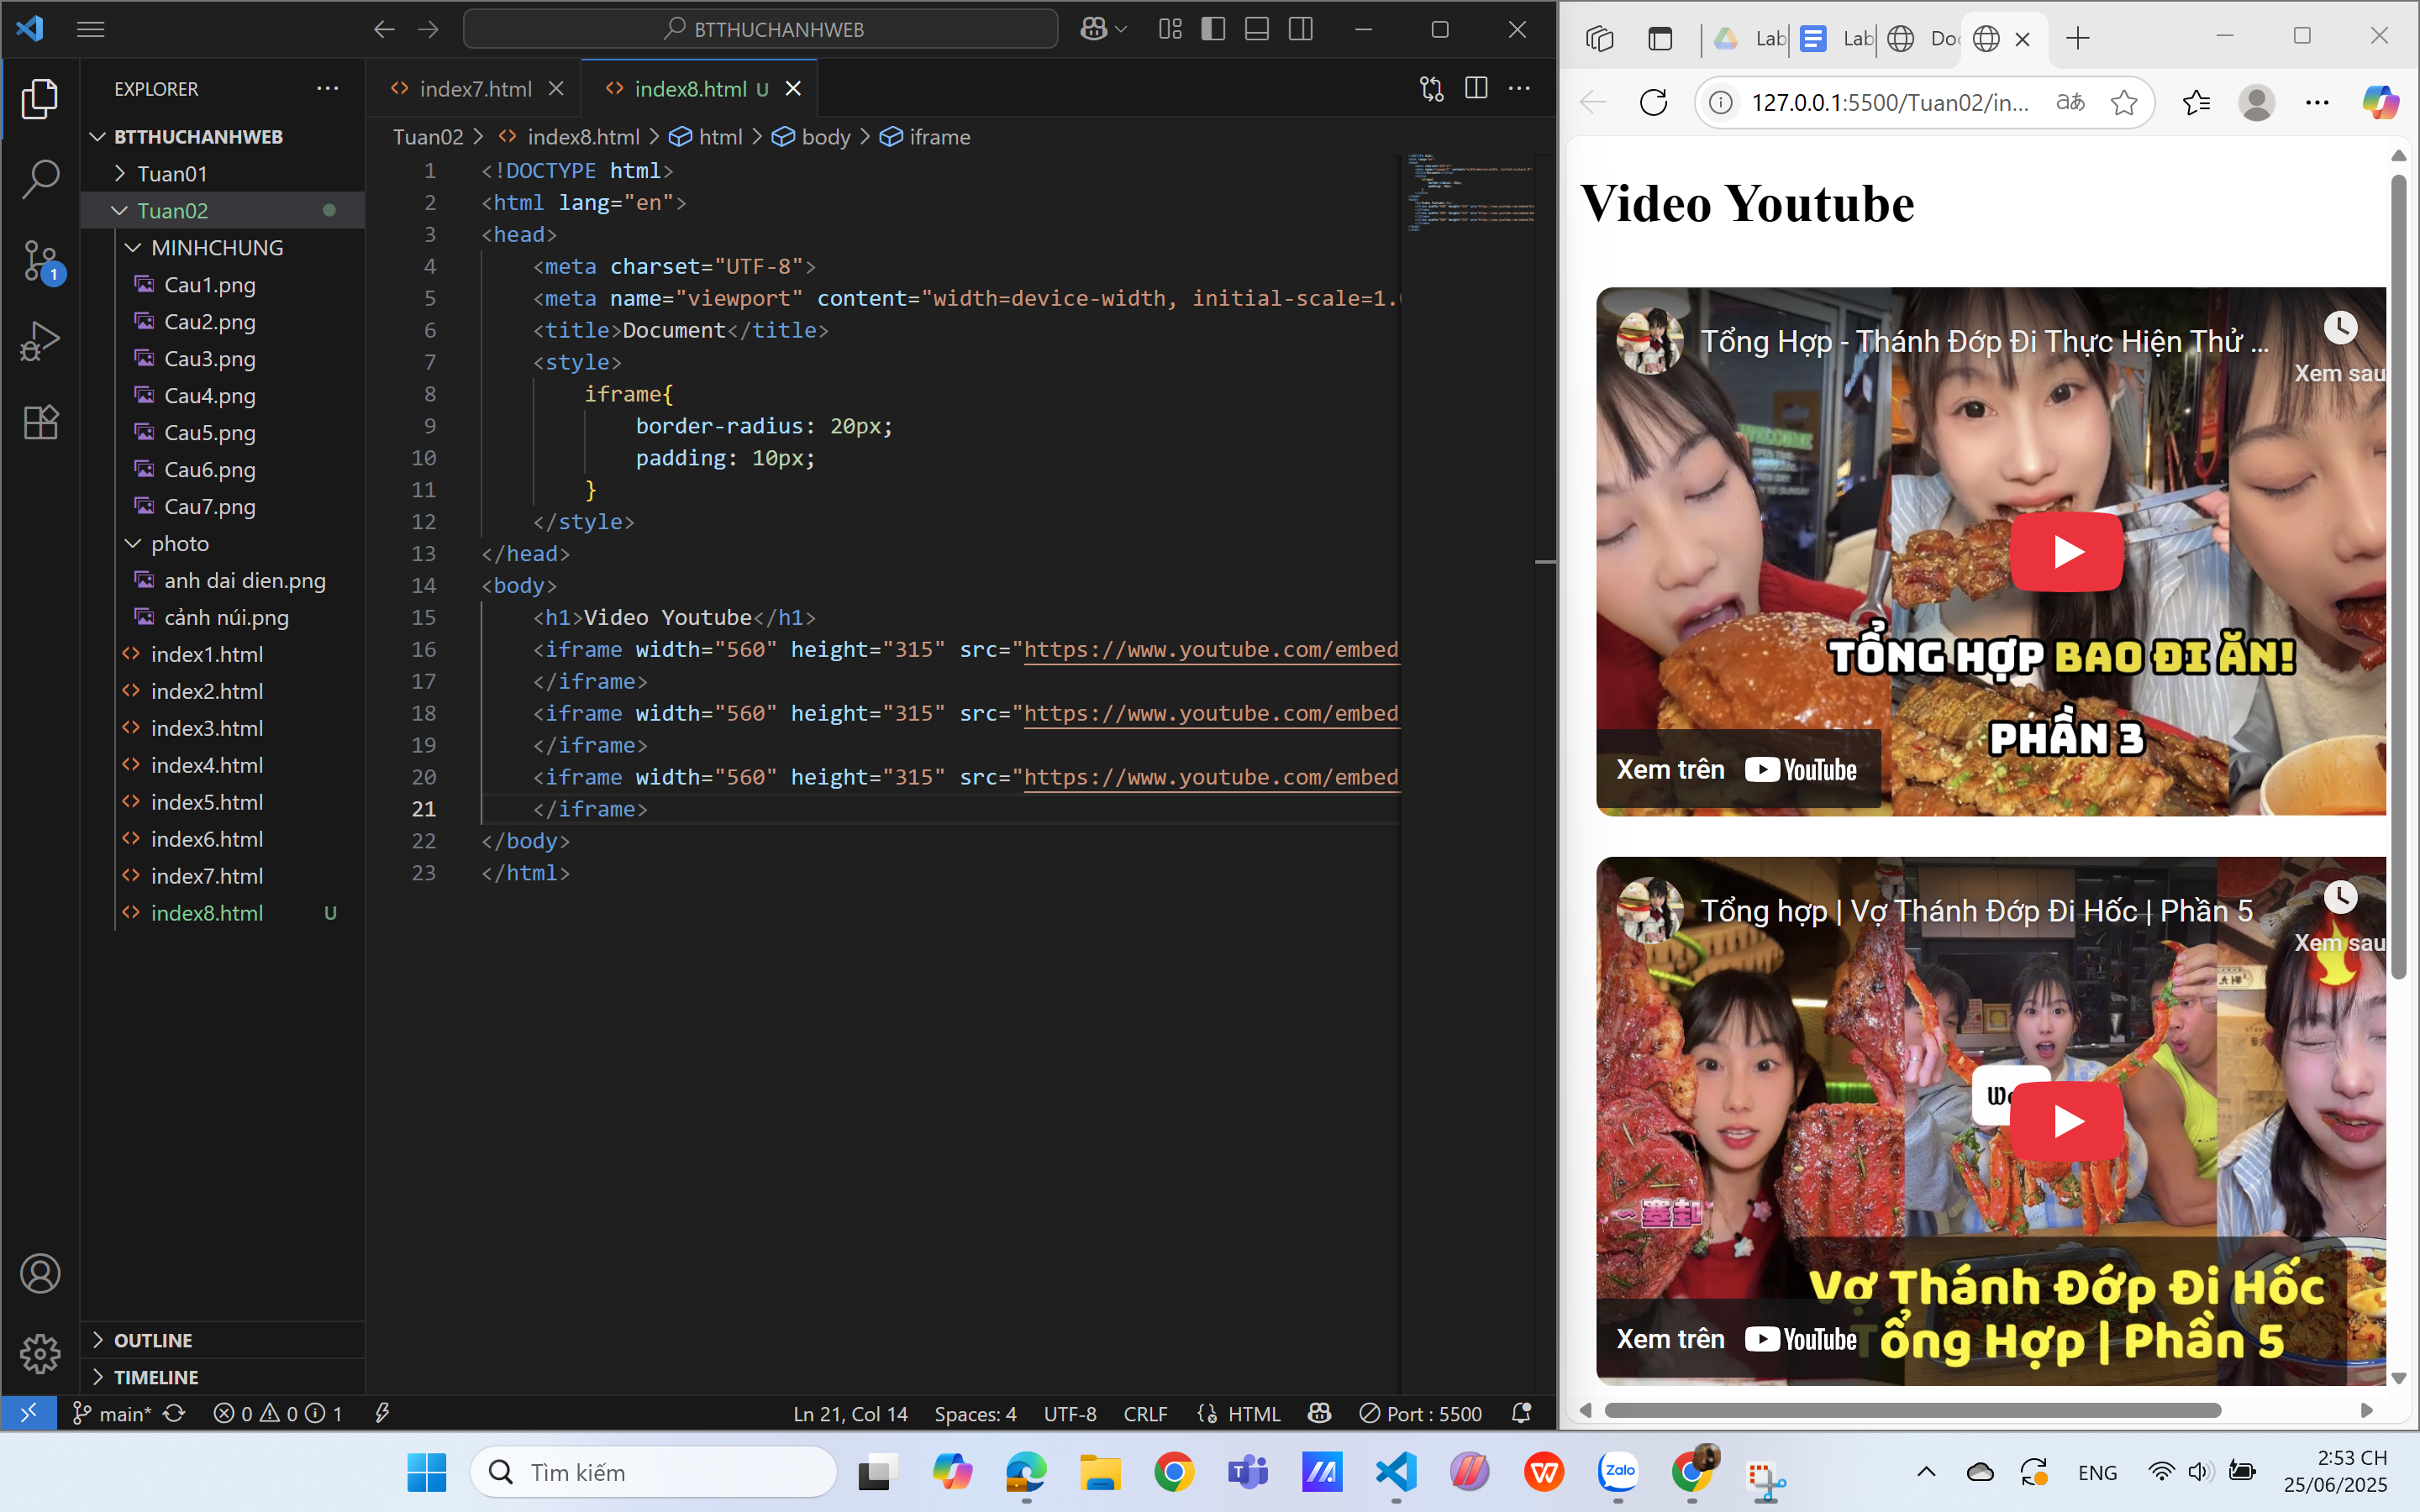 BTTHUCHANHWEB
EXPLORER
BTTHUCHANHWEB
Tuan01
Tuan02
MINHCHUNG
Cau1.png
Cau2.png
Cau3.png
Cau4.png
Cau5.png
Cau6.png
Cau7.png
photo
anh dai dien.png
cảnh núi.png
index1.html
index2.html
index3.html
index4.html
index5.html
index6.html
index7.html
index8.html U
OUTLINE
TIMELINE
1
index7.html
index8.html U
Tuan02 > index8.html > html > body > iframe
1 <!DOCTYPE html>
2 <html lang="en">
3 <head>
4 <meta charset="UTF-8">
5 <meta name="viewport" content="width=device-width, initial-scale=1.
6 <title>Document</title>
7 <style>
8 iframe{
9 border-radius: 20px;
10 padding: 10px;
11 }
12 </style>
13 </head>
14 <body>
15 <h1>Video Youtube</h1>
16 <iframe width="560" height="315" src="https://www.youtube.com/embed
17 </iframe>
18 <iframe width="560" height="315" src="https://www.youtube.com/embed
19 </iframe>
20 <iframe width="560" height="315" src="https://www.youtube.com/embed
21 </iframe>
22 </body>
23 </html>
main* 0 0 1
Ln 21, Col 14 Spaces: 4 UTF-8 CRLF HTML Port : 5500
Lab Lab Do
127.0.0.1:5500/Tuan02/in...
Video Youtube
Tổng Hợp - Thánh Đớp Đi Thực Hiện Thử ...
Xem sau
WELCOME
TỔNG HỢP BAO ĐI ĂN!
PHẦN 3
Xem trên YouTube
Tổng hợp | Vợ Thánh Đớp Đi Hốc | Phần 5
Xem sau
Vợ Thánh Đớp Đi Hốc
Tổng Hợp | Phần 5
Xem trên YouTube
Tìm kiếm
Zalo
ENG
2:53 CH
25/06/2025